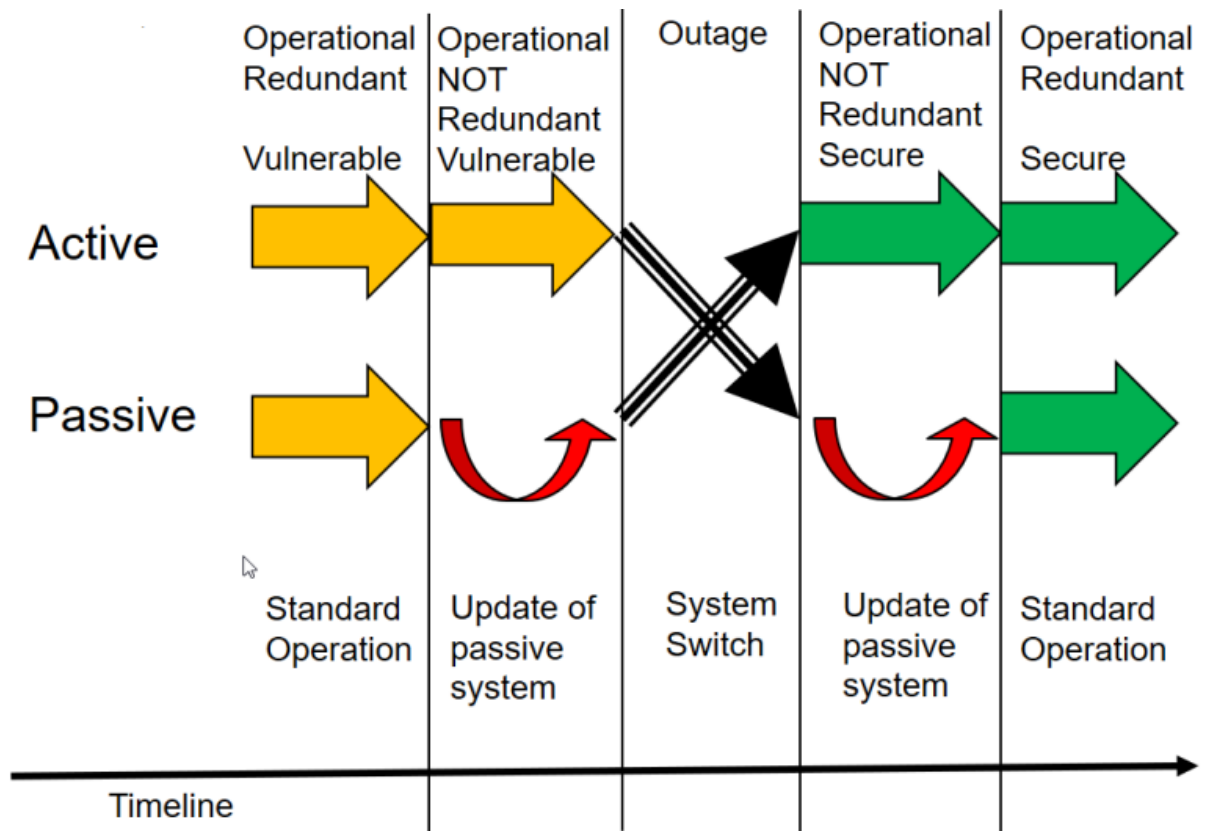 Operational
Redundant
Vulnerable
Operational
NOT
Redundant
Vulnerable
Outage
Operational
NOT
Redundant
Secure
Operational
Redundant
Secure
Active
Passive
Standard
Operation
Update of
passive
system
System
Switch
Update of
passive
system
Standard
Operation
Timeline